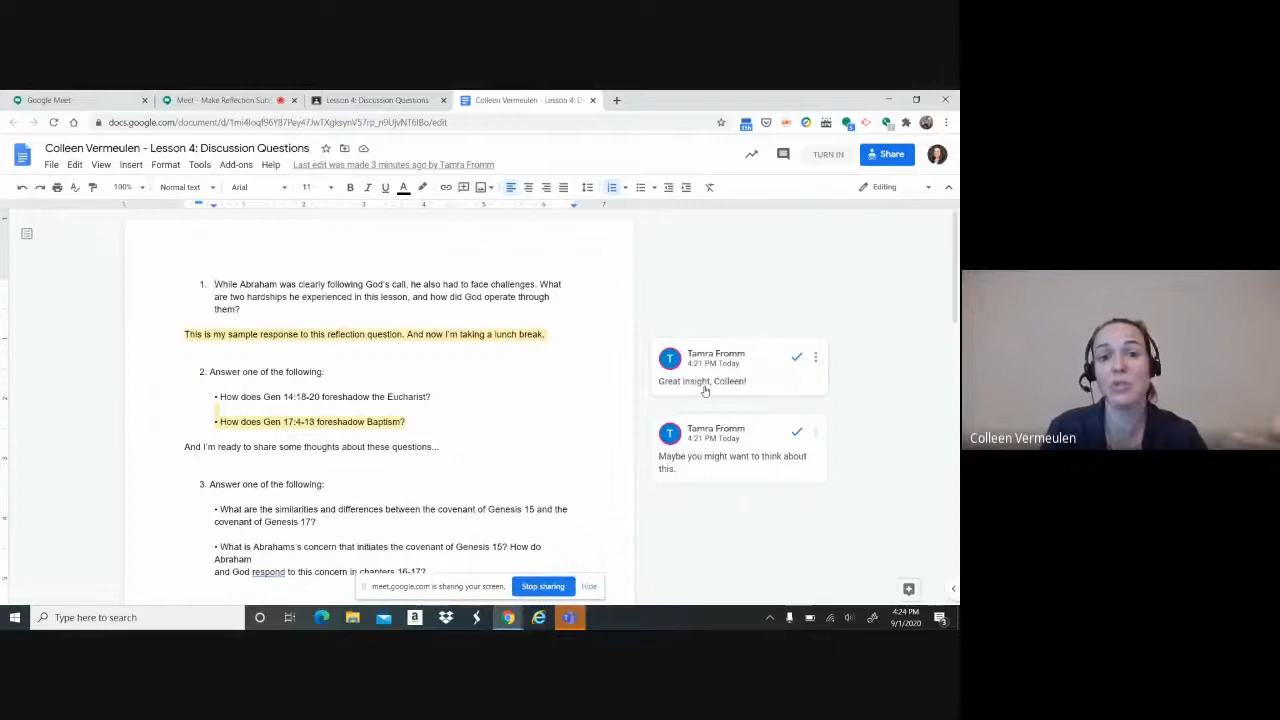 Google Meet
Meet - Make Reflection Sub
Lesson 4: Discussion Questions
Colleen Vermeulen - Lesson 4: D
Colleen Vermeulen - Lesson 4: Discussion Questions
File Edit View Insert Format Tools Add-ons Help Last edit was made 3 minutes ago by Tamra Fromm
TURN IN
Share
100% Normal text Arial 11 B I U A Editing
1 1 2 3 4 5 6 7
1. While Abraham was clearly following God's call, he also had to face challenges. What
are two hardships he experienced in this lesson, and how did God operate through
them?
This is my sample response to this reflection question. And now I'm taking a lunch break.
2. Answer one of the following:
• How does Gen 14:18-20 foreshadow the Eucharist?
• How does Gen 17:4-13 foreshadow Baptism?
And I'm ready to share some thoughts about these questions...
3. Answer one of the following:
• What are the similarities and differences between the covenant of Genesis 15 and the
covenant of Genesis 17?
• What is Abrahams's concern that initiates the covenant of Genesis 15? How do
Abraham
and God respond to this concern in chapters 16-17?
T
Tamra Fromm
4:21 PM Today
Great insight, Colleen!
T
Tamra Fromm
4:21 PM Today
Maybe you might want to think about
this.
Colleen Vermeulen
meet.google.com is sharing your screen.
Stop sharing
Hide
Type here to search
4:24 PM
9/1/2020